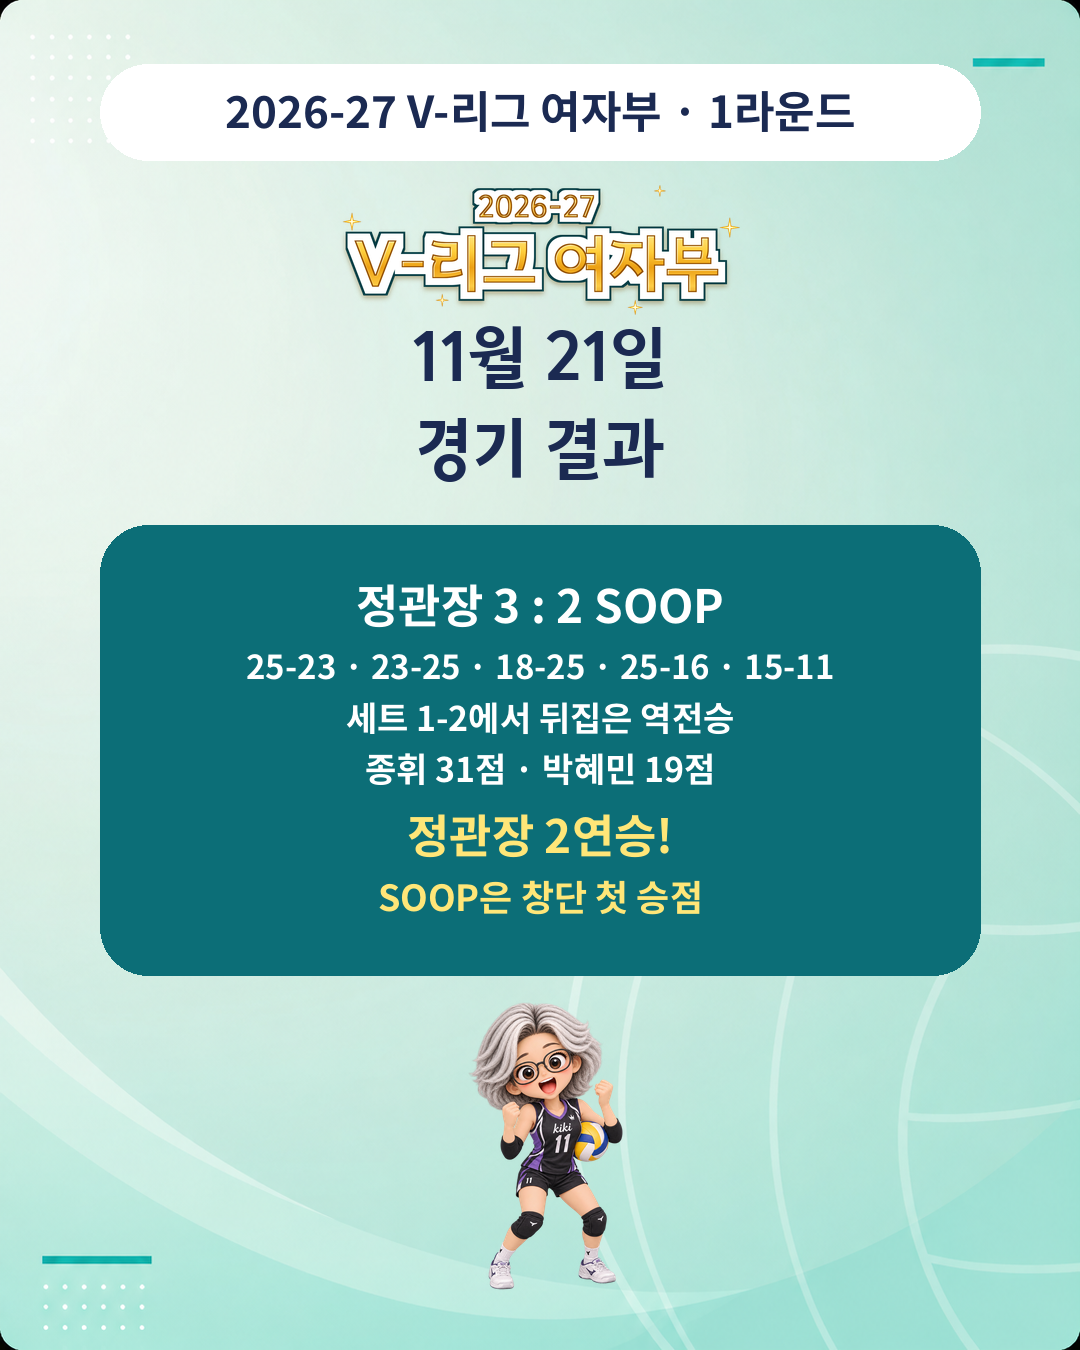 2026-27 V-리그 여자부 · 1라운드
2026-27
V-리그 여자부
11월 21일
경기 결과
정관장 3 : 2 SOOP
25-23 · 23-25 · 18-25 · 25-16 · 15-11
세트 1-2에서 뒤집은 역전승
종휘 31점 · 박혜민 19점
정관장 2연승!
SOOP은 창단 첫 승점
kiki
11
11